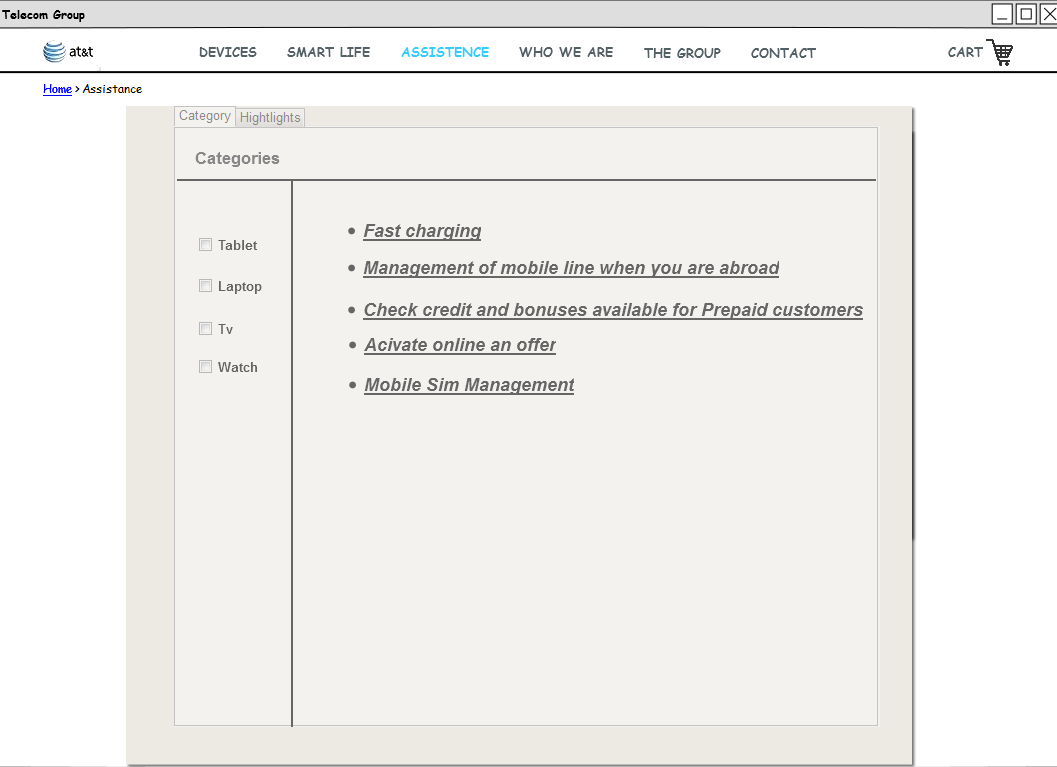 Telecom Group
at&t
DEVICES SMART LIFE ASSISTENCE WHO WE ARE THE GROUP CONTACT CART
Home > Assistance
Category Hightlights
Categories
Tablet
Laptop
Tv
Watch
• Fast charging
• Management of mobile line when you are abroad
• Check credit and bonuses available for Prepaid customers
• Acivate online an offer
• Mobile Sim Management